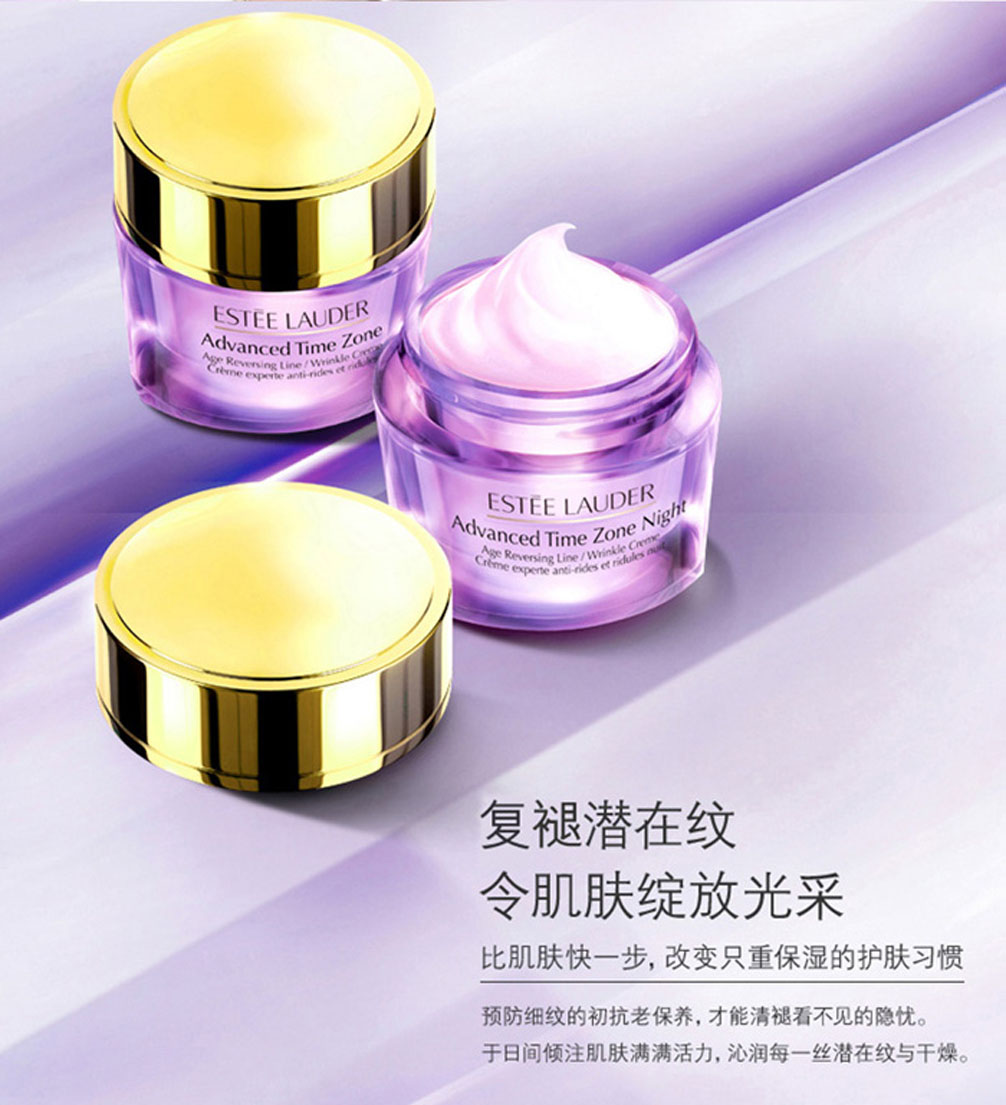 ESTĒE LAUDER
Advanced Time Zone
Age Reversing Line / Wrinkle Creme
Crème experte anti-rides et ridules
ESTĒE LAUDER
Advanced Time Zone Night
Age Reversing Line / Wrinkle Creme
Crème experte anti-rides et ridules nuit
复褪潜在纹
令肌肤绽放光采
比肌肤快一步, 改变只重保湿的护肤习惯
预防细纹的初抗老保养, 才能清褪看不见的隐忧。
于日间倾注肌肤满满活力, 沁润每一丝潜在纹与干燥。